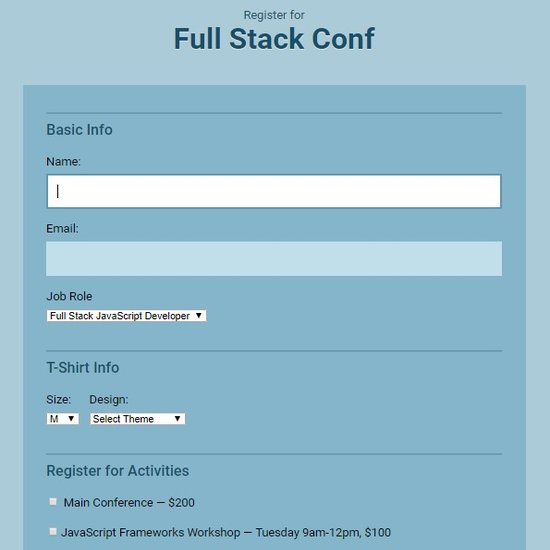 Register for
Full Stack Conf
Basic Info
Name:
Email:
Job Role
Full Stack JavaScript Developer
T-Shirt Info
Size: Design:
M Select Theme
Register for Activities
Main Conference — $200
JavaScript Frameworks Workshop — Tuesday 9am-12pm, $100